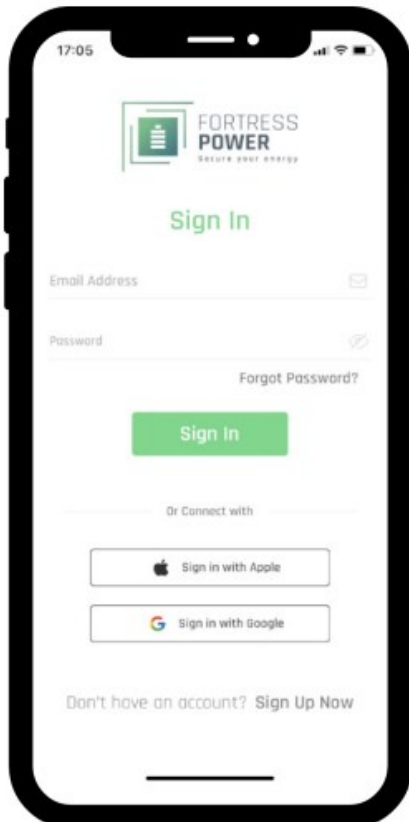 17:05
FORTRESS
POWER
Secure your energy
Sign In
Email Address
Password
Forgot Password?
Sign In
Or Connect with
Sign in with Apple
Sign in with Google
Don't have an account? Sign Up Now